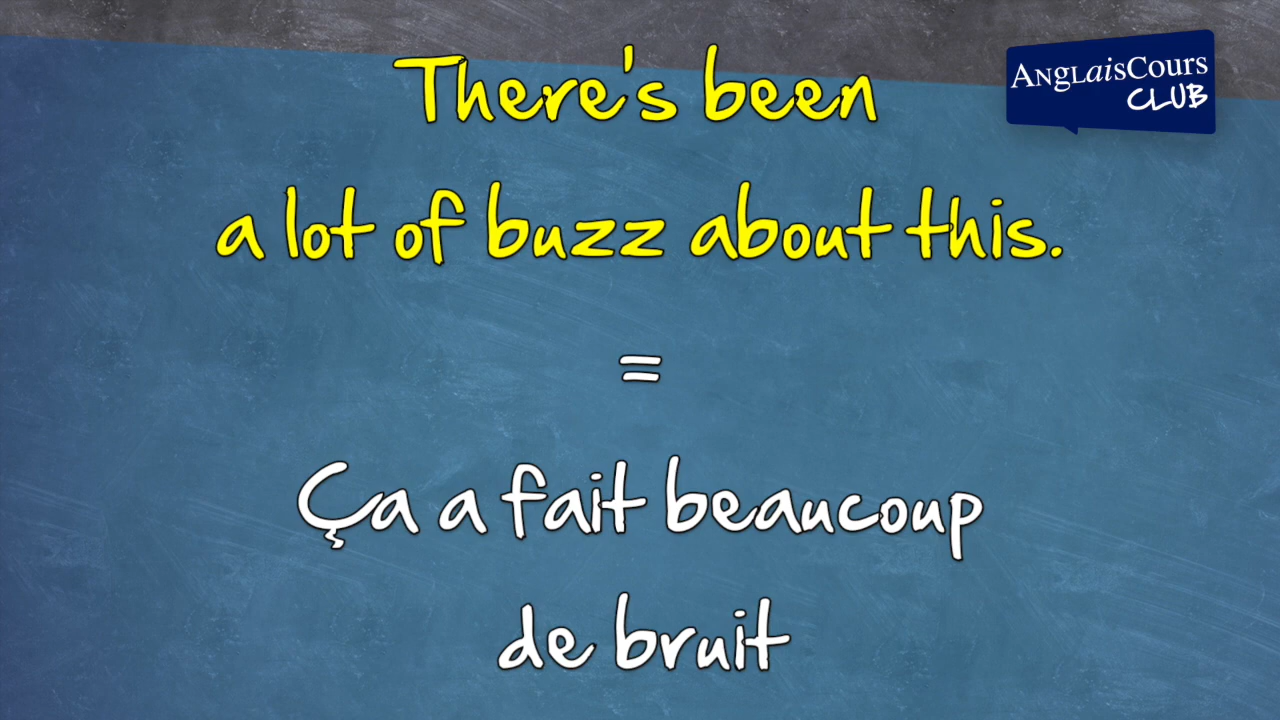 There's been
AnglaisCours
CLUB
a lot of buzz about this.
=
Ça a fait beaucoup
de bruit